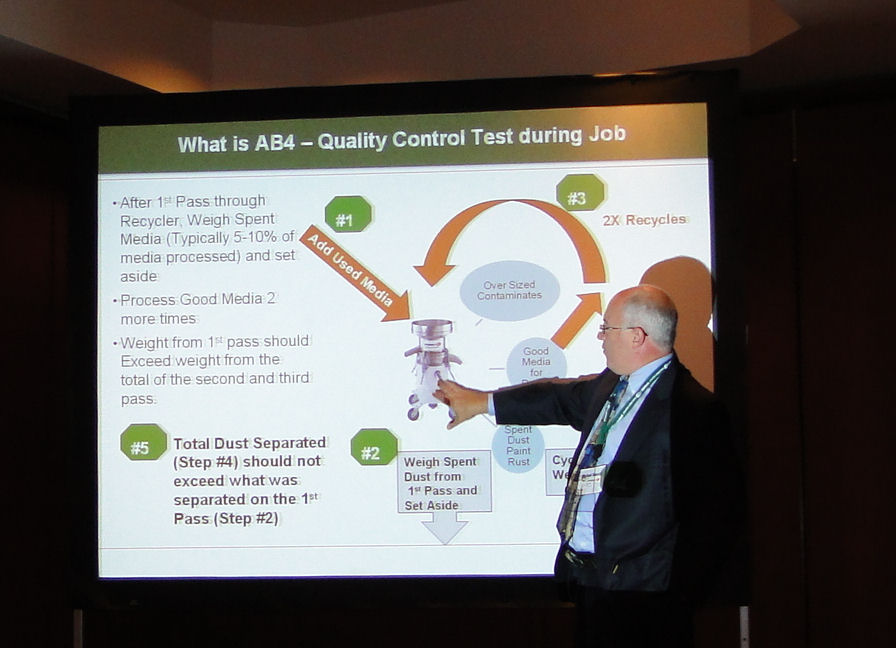 What is AB4 – Quality Control Test during Job
•After 1st Pass through
Recycler, Weigh Spent
Media (Typically 5-10% of
media processed) and set
aside
•Process Good Media 2
more times
•Weight from 1st pass should
Exceed weight from the
total of the second and third
pass.
#5
Total Dust Separated
(Step #4) should not
exceed what was
separated on the 1st
Pass (Step #2)
#1
Add Used Media
#3
2X Recycles
Over Sized
Contaminates
Good
Media
for
Spent
Dust
Paint
Rust
#2
Weigh Spent
Dust from
1st Pass and
Set Aside